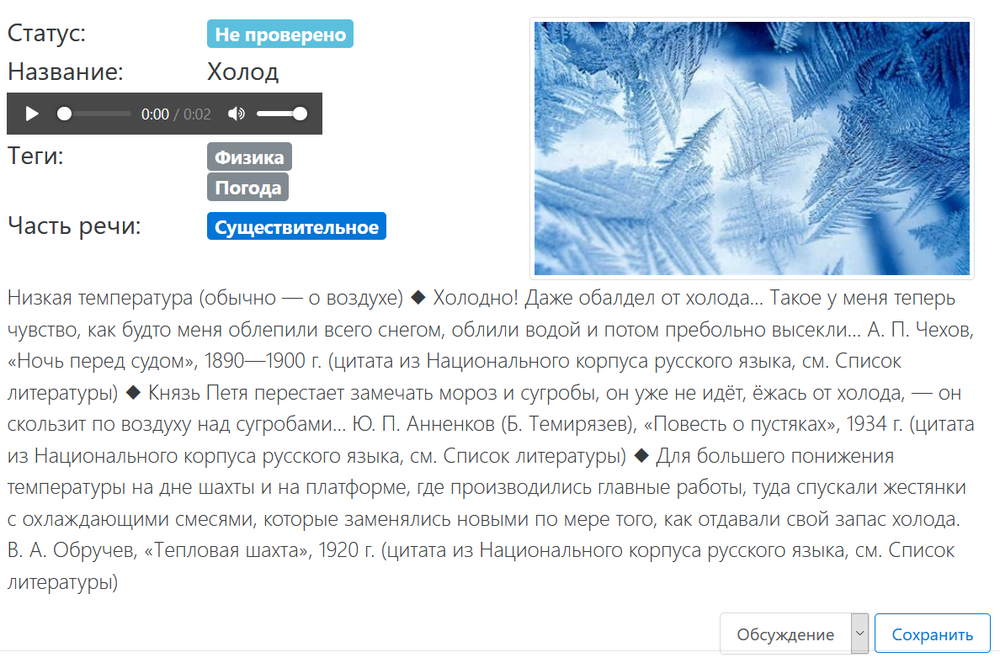 Статус: Не проверено
Название: Холод
0:00 / 0:02
Теги: Физика
Погода
Часть речи: Существительное
Низкая температура (обычно — о воздухе) ◆ Холодно! Даже обалдел от холода... Такое у меня теперь
чувство, как будто меня облепили всего снегом, облили водой и потом пребольно высекли... А. П. Чехов,
«Ночь перед судом», 1890—1900 г. (цитата из Национального корпуса русского языка, см. Список
литературы) ◆ Князь Петя перестает замечать мороз и сугробы, он уже не идёт, ёжась от холода, — он
скользит по воздуху над сугробами... Ю. П. Анненков (Б. Темирязев), «Повесть о пустяках», 1934 г. (цитата
из Национального корпуса русского языка, см. Список литературы) ◆ Для большего понижения
температуры на дне шахты и на платформе, где производились главные работы, туда спускали жестянки
с охлаждающими смесями, которые заменялись новыми по мере того, как отдавали свой запас холода.
В. А. Обручев, «Тепловая шахта», 1920 г. (цитата из Национального корпуса русского языка, см. Список
литературы)
Обсуждение Сохранить